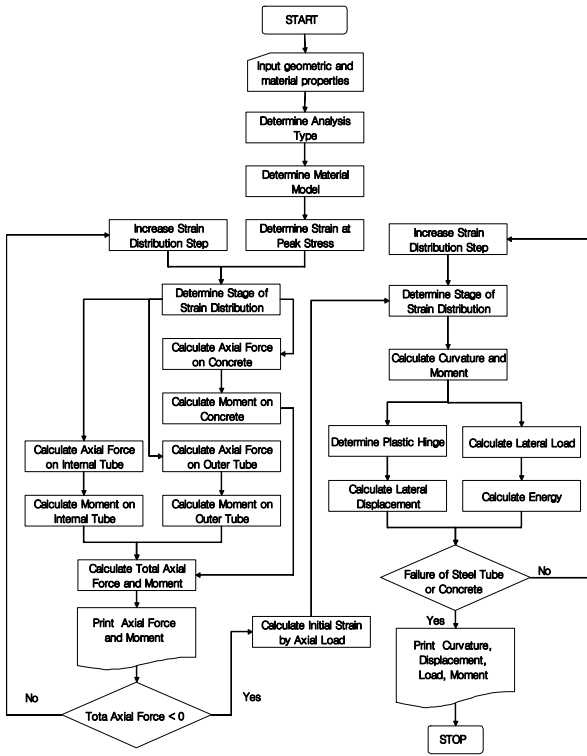 START
Input geometric and
material properties
Determine Analysis
Type
Determine Material
Model
Increase Strain
Distribution Step
Determine Strain at
Peak Stress
Determine Stage of
Strain Distribution
Calculate Axial Force
on Concrete
Calculate Moment on
Concrete
Calculate Axial Force
on Internal Tube
Calculate Axial Force
on Outer Tube
Calculate Moment on
Internal Tube
Calculate Moment on
Outer Tube
Calculate Total Axial
Force and Moment
Print Axial Force
and Moment
No
Tota Axial Force < 0
Yes
Calculate Initial Strain
by Axial Load
Increase Strain
Distribution Step
Determine Stage of
Strain Distribution
Calculate Curvature and
Moment
Determine Plastic Hinge
Calculate Lateral Load
Calculate Lateral
Displacement
Calculate Energy
Failure of Steel Tube
or Concrete
No
Yes
Print Curvature,
Displacement,
Load, Moment
STOP